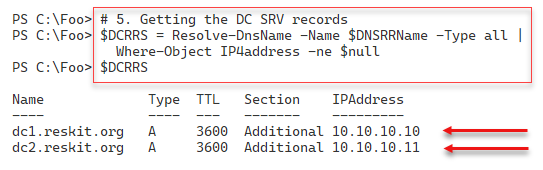 PS C:\Foo> # 5. Getting the DC SRV records
PS C:\Foo> $DCRRS = Resolve-DnsName -Name $DNSRRName -Type all |
Where-Object IP4address -ne $null
PS C:\Foo> $DCRRS
Name Type TTL Section IPAddress
---- ---- --- ------- ---------
dc1.reskit.org A 3600 Additional 10.10.10.10
dc2.reskit.org A 3600 Additional 10.10.10.11